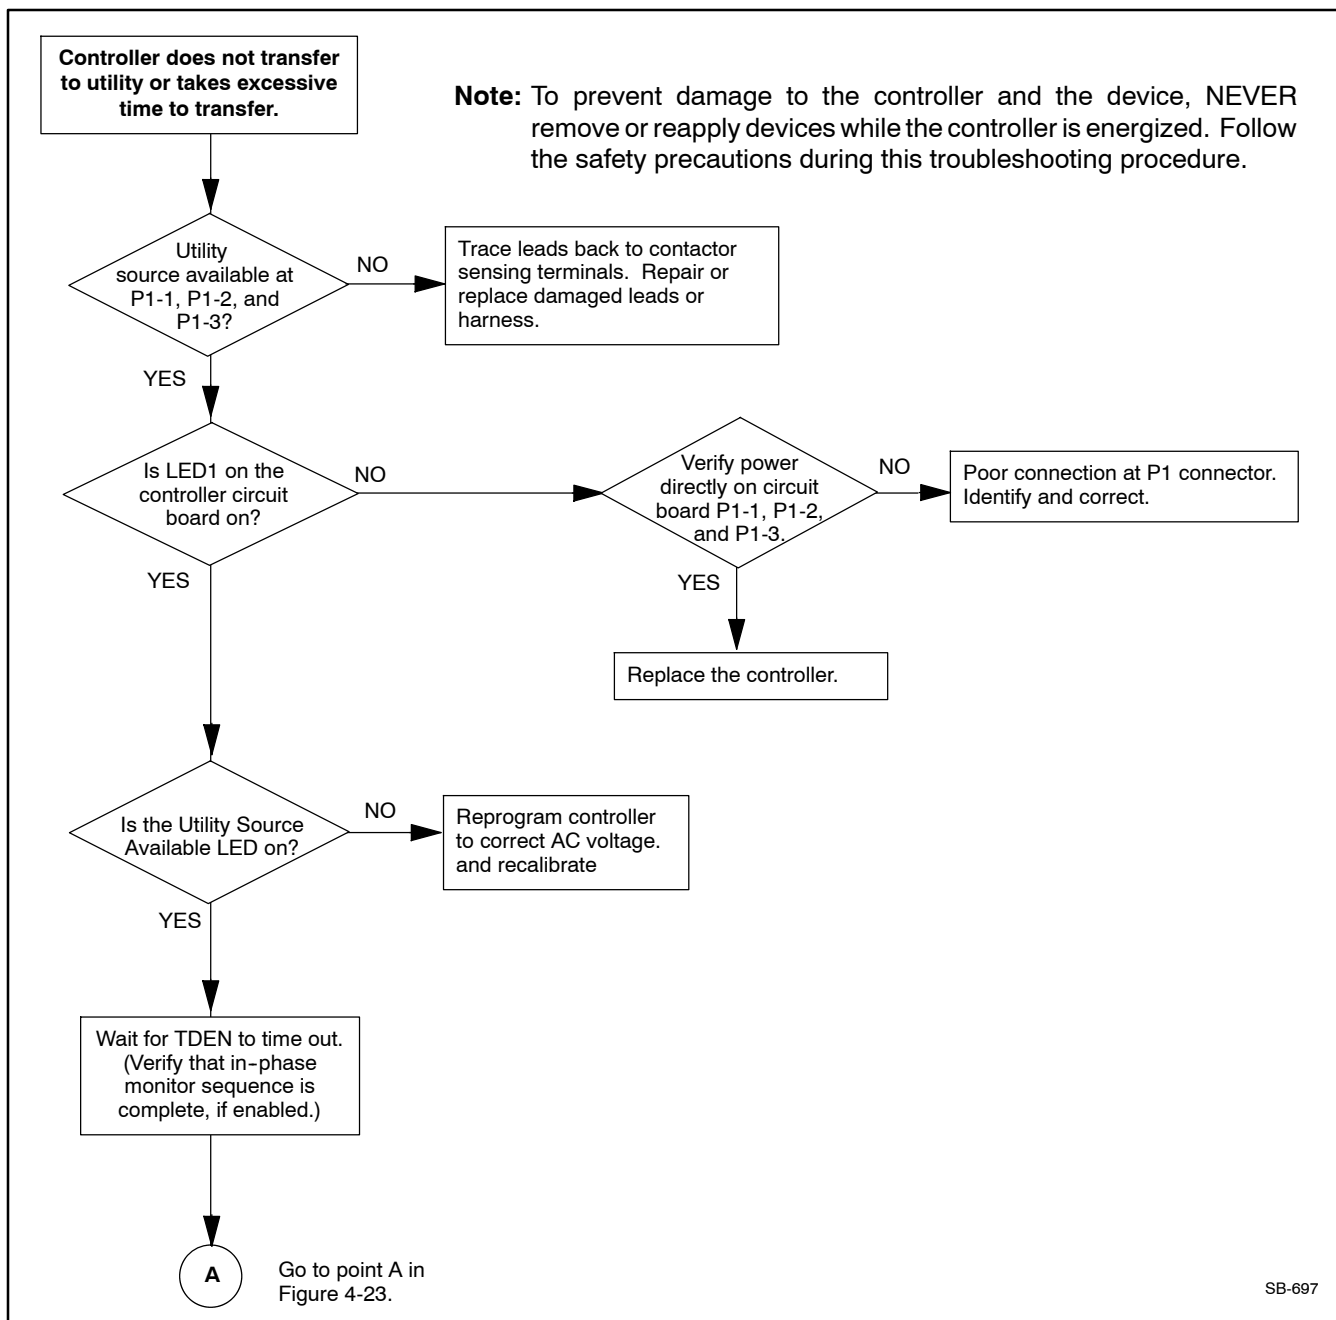 Controller does not transfer
to utility or takes excessive
time to transfer.
Note: To prevent damage to the controller and the device, NEVER
remove or reapply devices while the controller is energized. Follow
the safety precautions during this troubleshooting procedure.
Utility
source available at
P1-1, P1-2, and
P1-3?
NO
Trace leads back to contactor
sensing terminals. Repair or
replace damaged leads or
harness.
YES
Is LED1 on the
controller circuit
board on?
NO
Verify power
directly on circuit
board P1-1, P1-2,
and P1-3.
NO
Poor connection at P1 connector.
Identify and correct.
YES
YES
Replace the controller.
Is the Utility Source
Available LED on?
NO
Reprogram controller
to correct AC voltage.
and recalibrate
YES
Wait for TDEN to time out.
(Verify that in-phase
monitor sequence is
complete, if enabled.)
A
Go to point A in
Figure 4-23.
SB-697